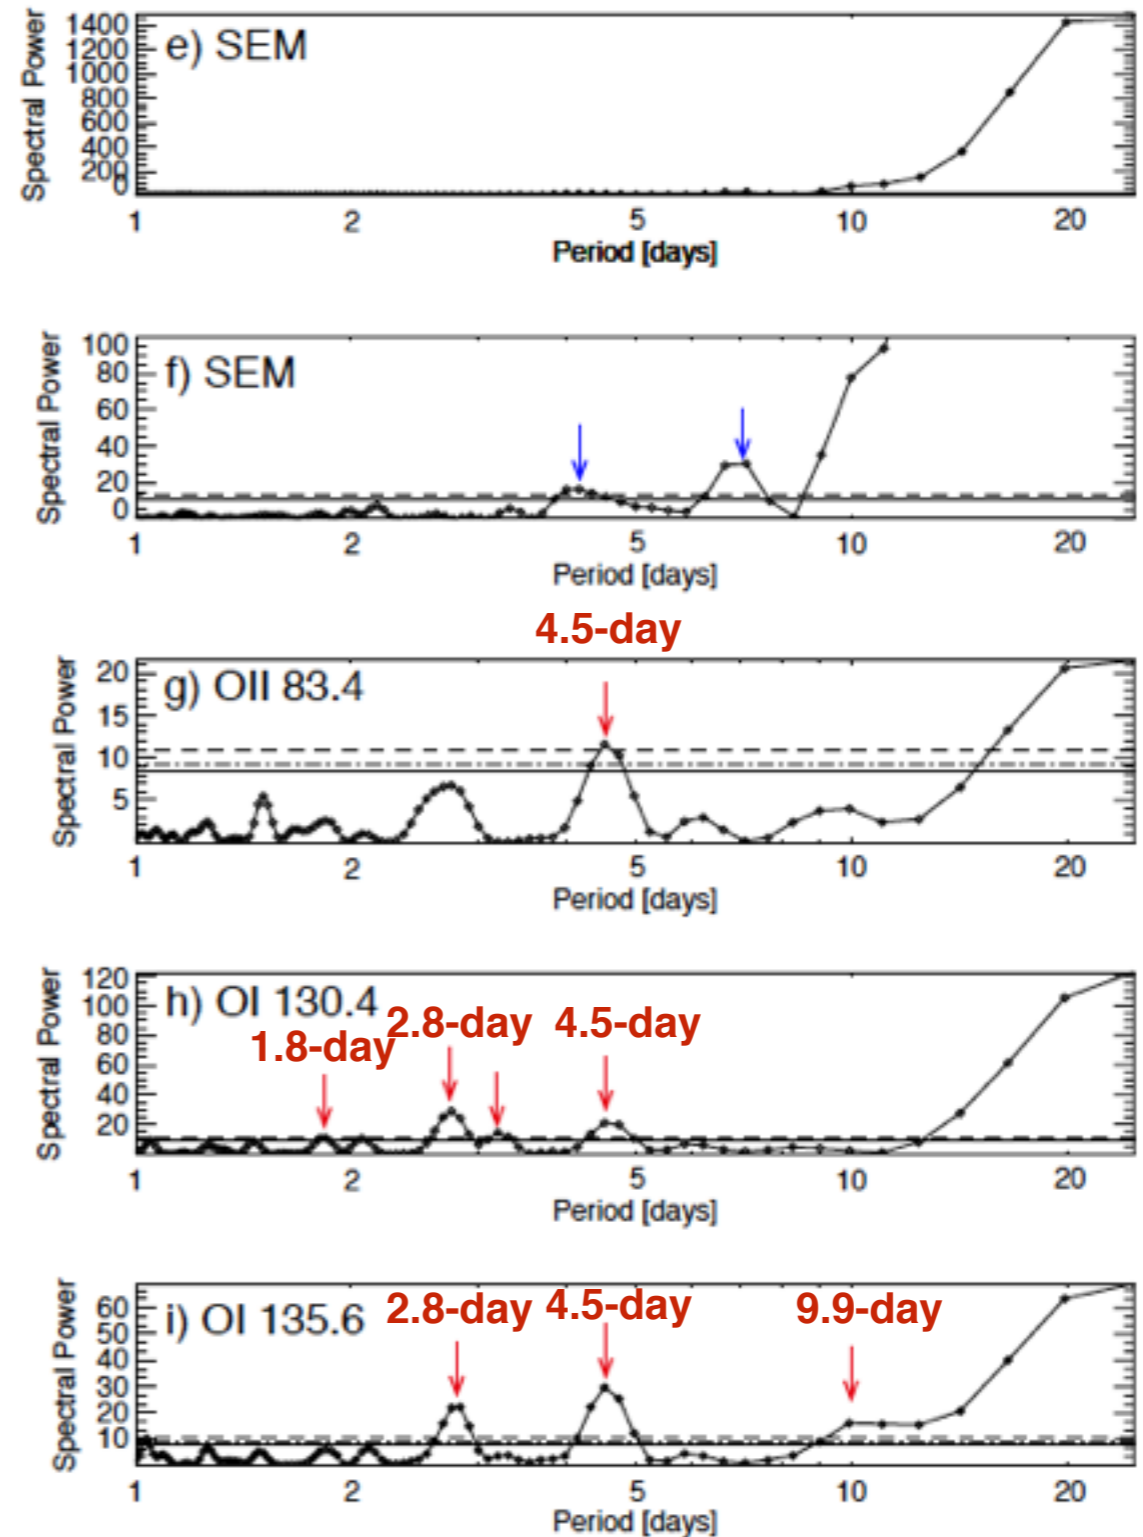 1400
1200
1000
800
600
400
200
0
Spectral Power
e) SEM
1 2 5 10 20
Period [days]
100
80
60
40
20
0
Spectral Power
f) SEM
1 2 5 10 20
Period [days]
4.5-day
20
15
10
5
Spectral Power
g) OII 83.4
1 2 5 10 20
Period [days]
120
100
80
60
40
20
Spectral Power
h) OI 130.4
1.8-day 2.8-day 4.5-day
1 2 5 10 20
Period [days]
60
50
40
30
20
10
Spectral Power
i) OI 135.6
2.8-day 4.5-day 9.9-day
1 2 5 10 20
Period [days]